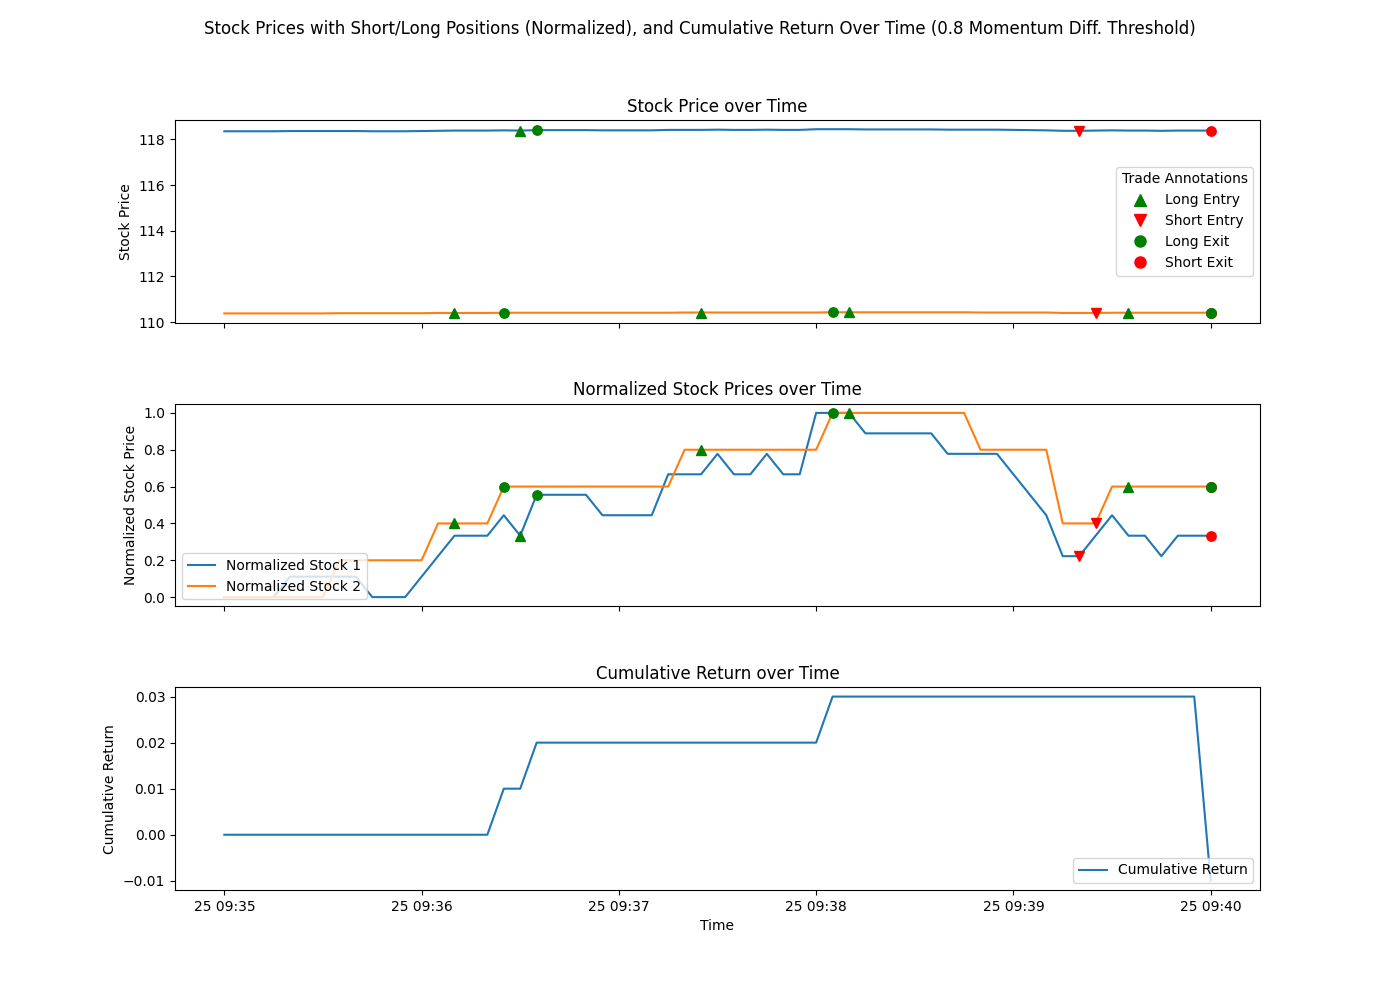 Stock Prices with Short/Long Positions (Normalized), and Cumulative Return Over Time (0.8 Momentum Diff. Threshold)
Stock Price over Time
Stock Price
118
116
114
112
110
Trade Annotations
Long Entry
Short Entry
Long Exit
Short Exit
Normalized Stock Prices over Time
Normalized Stock Price
1.0
0.8
0.6
0.4
0.2
0.0
Normalized Stock 1
Normalized Stock 2
Cumulative Return over Time
Cumulative Return
0.03
0.02
0.01
0.00
−0.01
Cumulative Return
25 09:35 25 09:36 25 09:37 25 09:38 25 09:39 25 09:40
Time